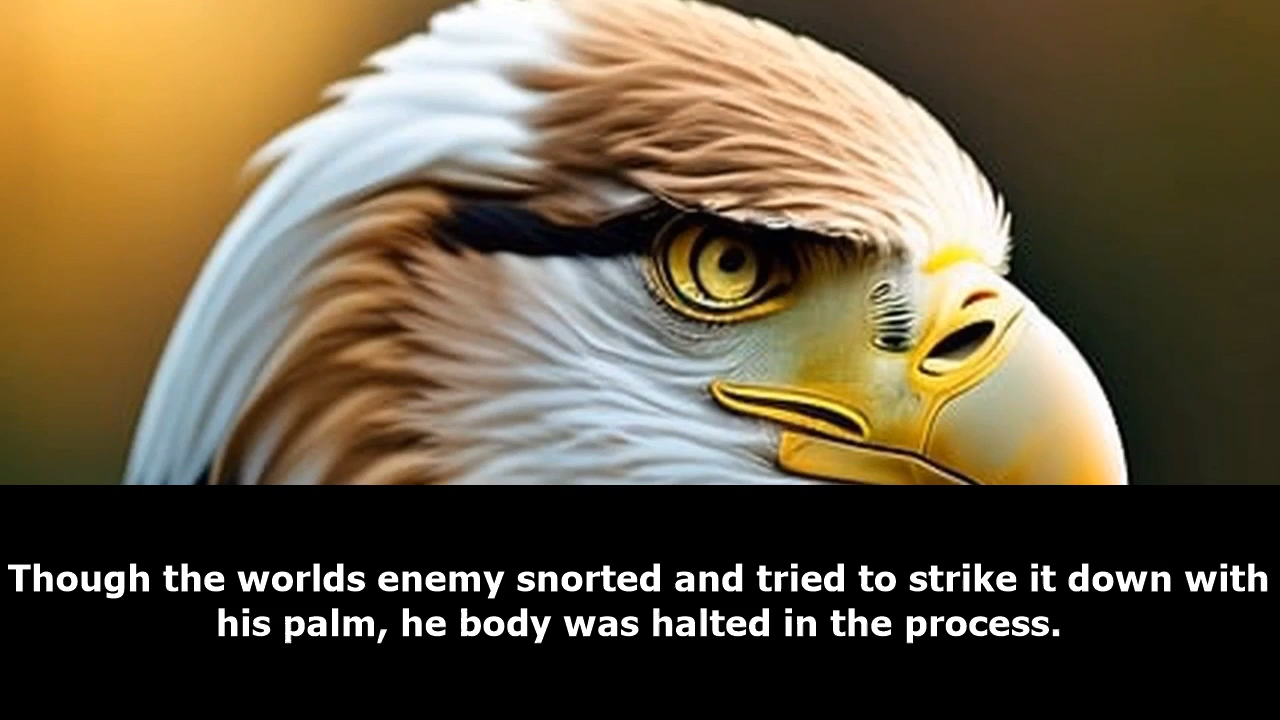 Though the worlds enemy snorted and tried to strike it down with
his palm, he body was halted in the process.